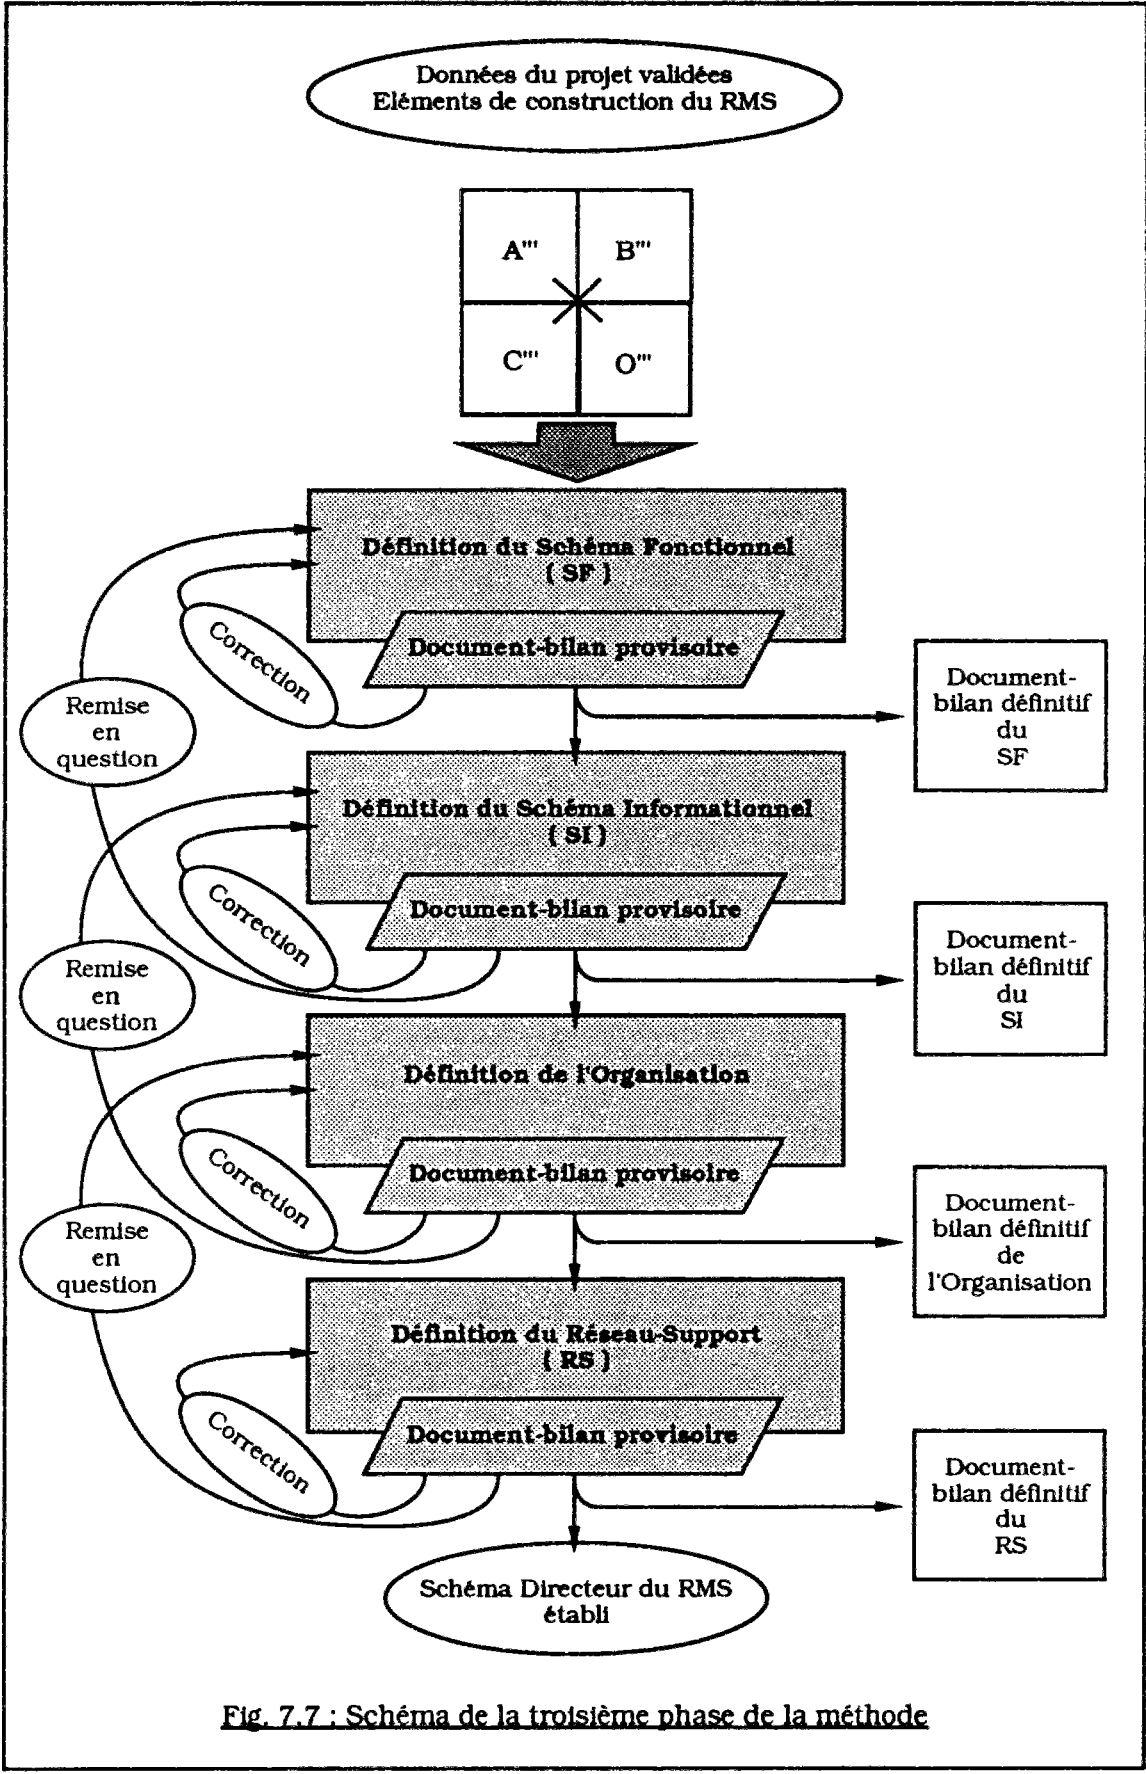 Données du projet validées
Eléments de construction du RMS
A''' B'''
C''' O'''
Définition du Schéma Fonctionnel
( SF )
Correction
Document-bilan provisoire
Remise
en
question
Document-
bilan définitif
du
SF
Définition du Schéma Informationnel
( SI )
Correction
Document-bilan provisoire
Remise
en
question
Document-
bilan définitif
du
SI
Définition de l'Organisation
Correction
Document-bilan provisoire
Remise
en
question
Document-
bilan définitif
de
l'Organisation
Définition du Réseau-Support
( RS )
Correction
Document-bilan provisoire
Document-
bilan définitif
du
RS
Schéma Directeur du RMS
établi
Fig. 7.7 : Schéma de la troisième phase de la méthode